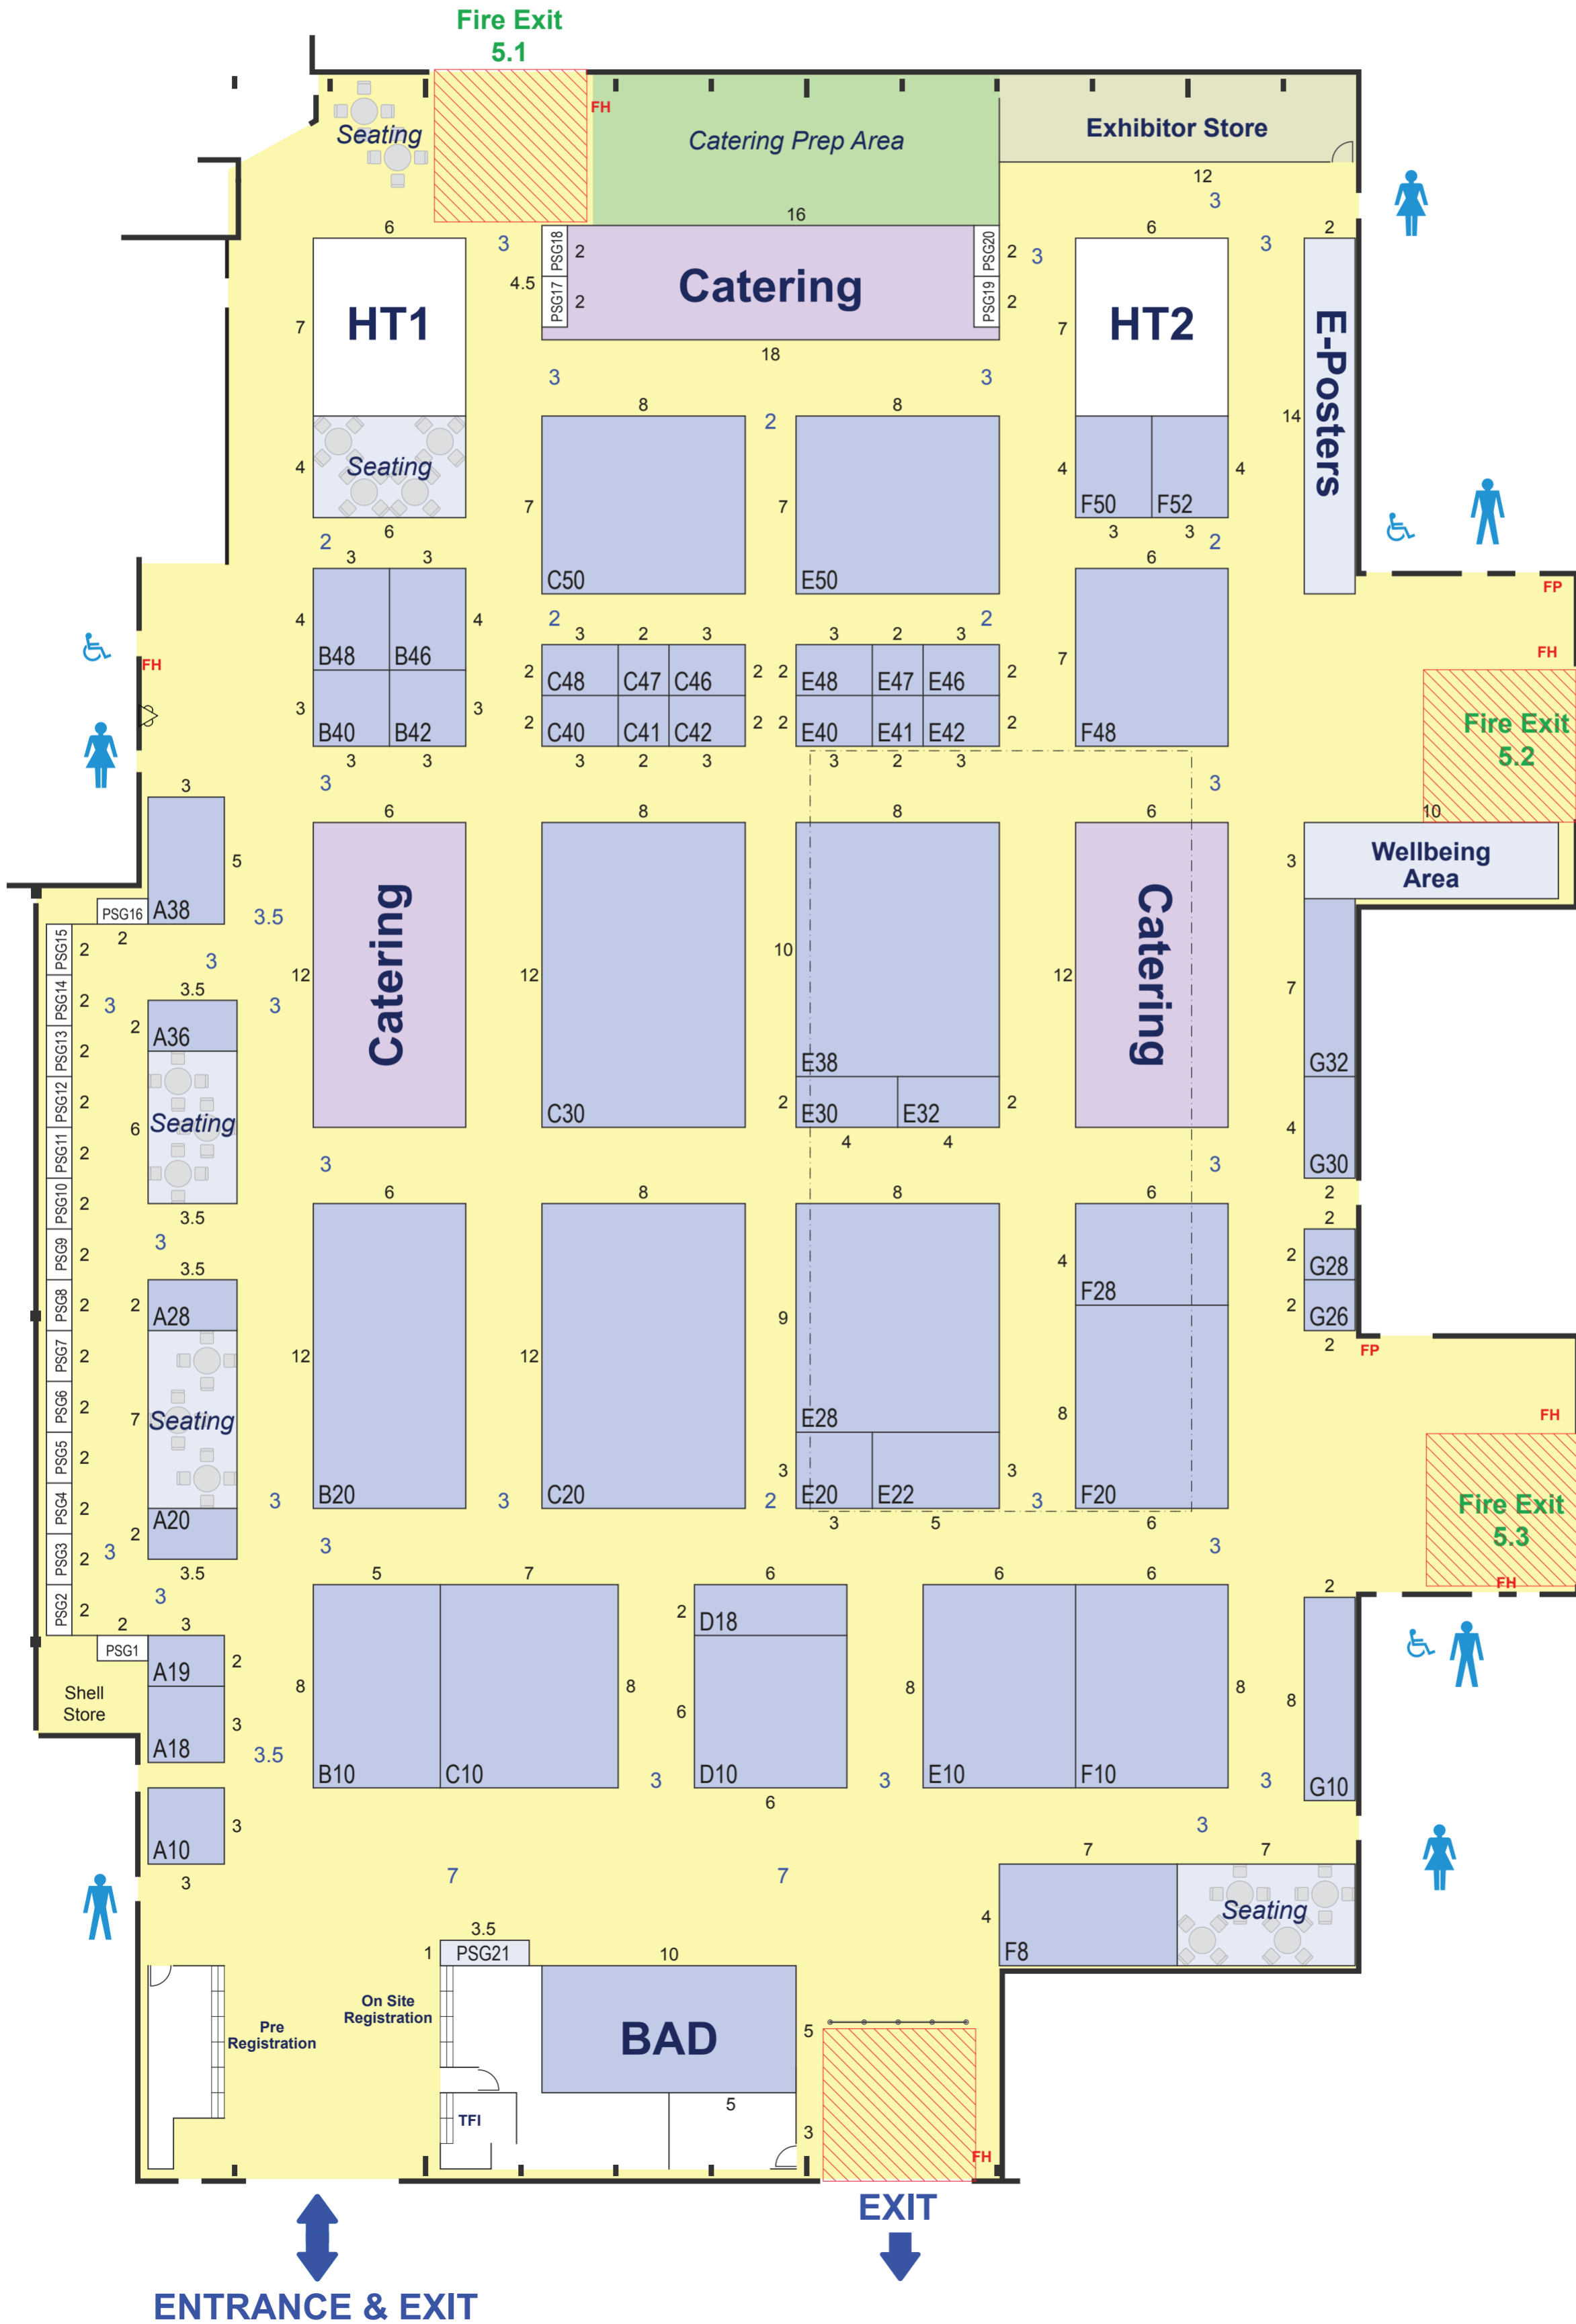 Fire Exit
5.1
FH
Seating
Catering Prep Area
Exhibitor Store
12
3
6
3
16
6
3
2
PSG18
2
PSG20
2
3
4.5
PSG17
2
Catering
PSG19
2
7
HT1
7
HT2
E-Posters
18
3
3
8
2
8
14
4
Seating
7
7
4
F50
F52
4
6
3
3
2
2
3
3
6
C50
E50
4
B48
B46
4
2
2
3
2
3
3
2
3
7
FP
FH
FH
2
C48
C47
C46
2
2
E48
E47
E46
2
3
B40
B42
3
2
C40
C41
C42
2
2
E40
E41
E42
2
F48
Fire Exit
5.2
3
3
3
2
3
3
2
3
3
3
3
6
8
8
6
10
A38
5
3.5
PSG16
2
3
Wellbeing
Area
PSG15
2
3
Catering
12
12
10
12
Catering
7
PSG14
2
3
3.5
3
2
A36
PSG13
2
E38
G32
PSG12
2
6
Seating
C30
2
E30
E32
2
4
4
4
PSG11
2
G30
PSG10
2
3.5
3
3
2
2
6
8
8
6
PSG9
2
3
3.5
4
F28
2
G28
PSG8
2
2
A28
9
2
G26
2
FP
PSG7
2
12
12
PSG6
2
7
Seating
E28
8
FH
PSG5
2
3
3
PSG4
2
A20
2
3
B20
3
C20
2
E20
E22
3
F20
Fire Exit
5.3
FH
3
5
6
PSG3
2
3
3.5
3
3
PSG2
2
3
2
3
5
7
6
6
6
2
PSG1
A19
2
2
D18
Shell
Store
A18
3
3.5
8
8
6
8
8
8
B10
C10
3
D10
3
E10
F10
3
G10
6
A10
3
3
3
7
7
7
7
4
F8
Seating
3.5
1
PSG21
10
Pre
Registration
On Site
Registration
BAD
5
TFI
5
3
FH
EXIT
ENTRANCE & EXIT